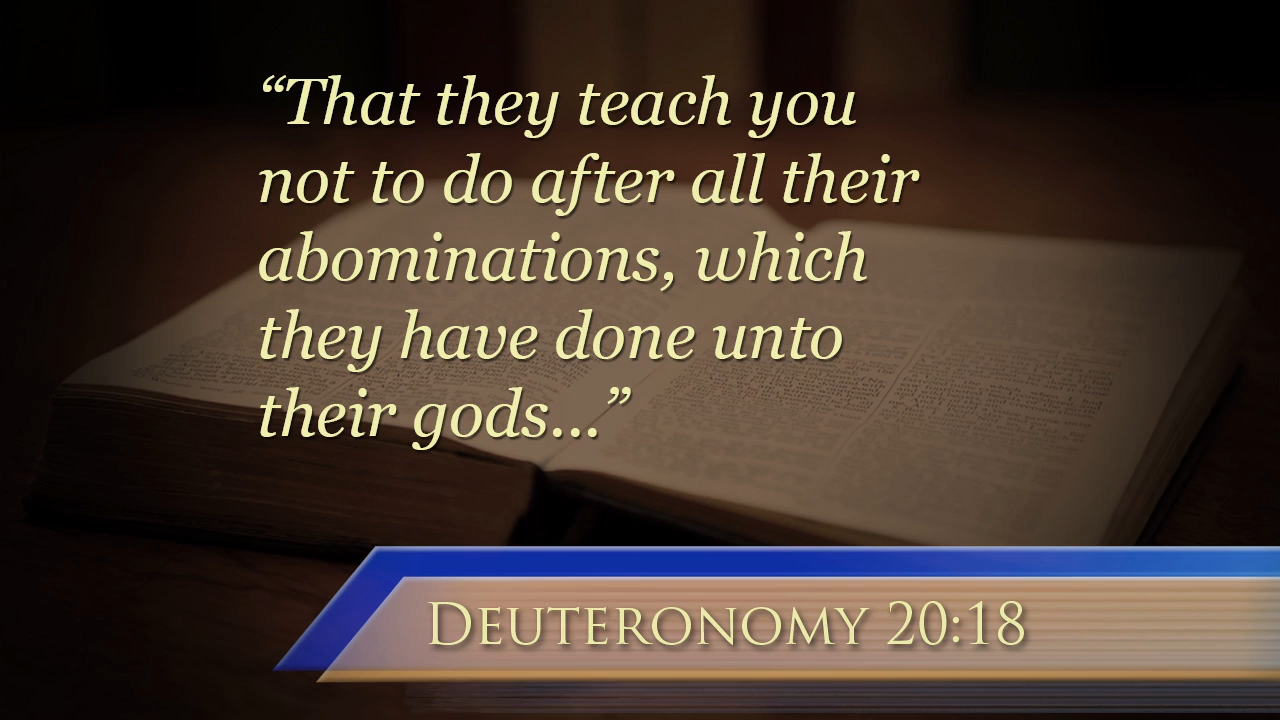 “That they teach you
not to do after all their
abominations, which
they have done unto
their gods...”
Deuteronomy 20:18